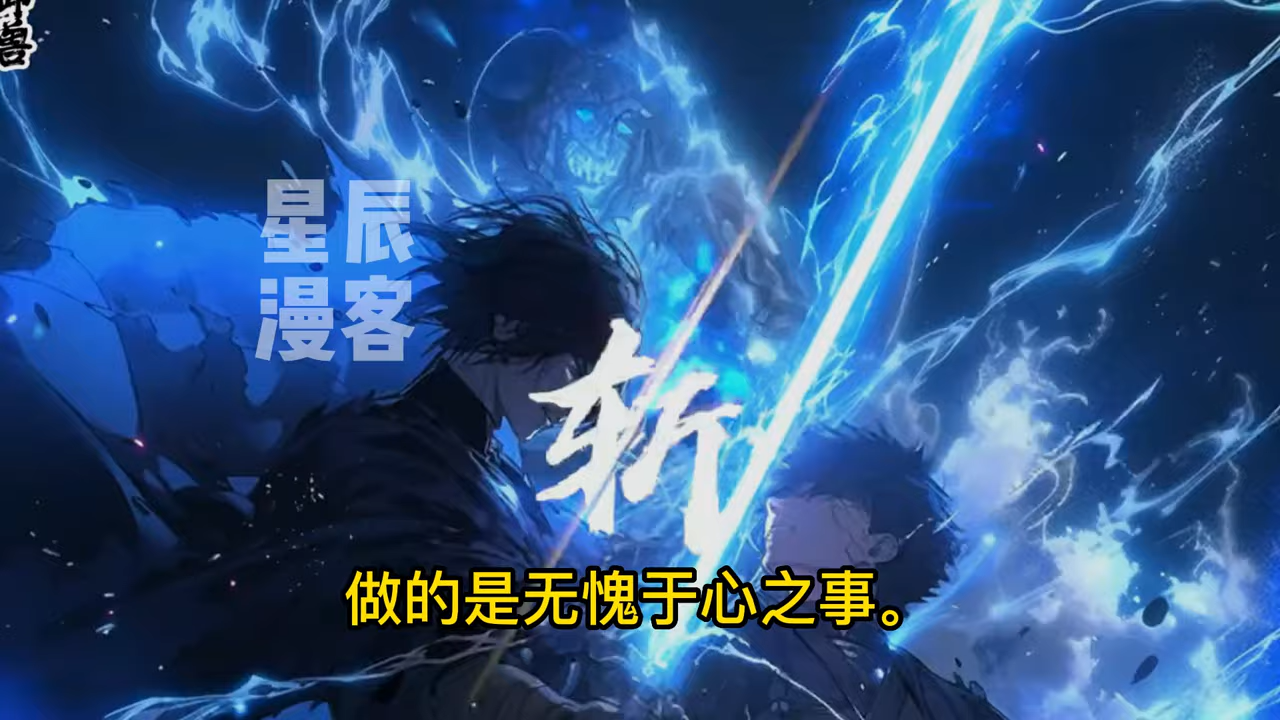 星辰
漫客
斩
做的是无愧于心之事。